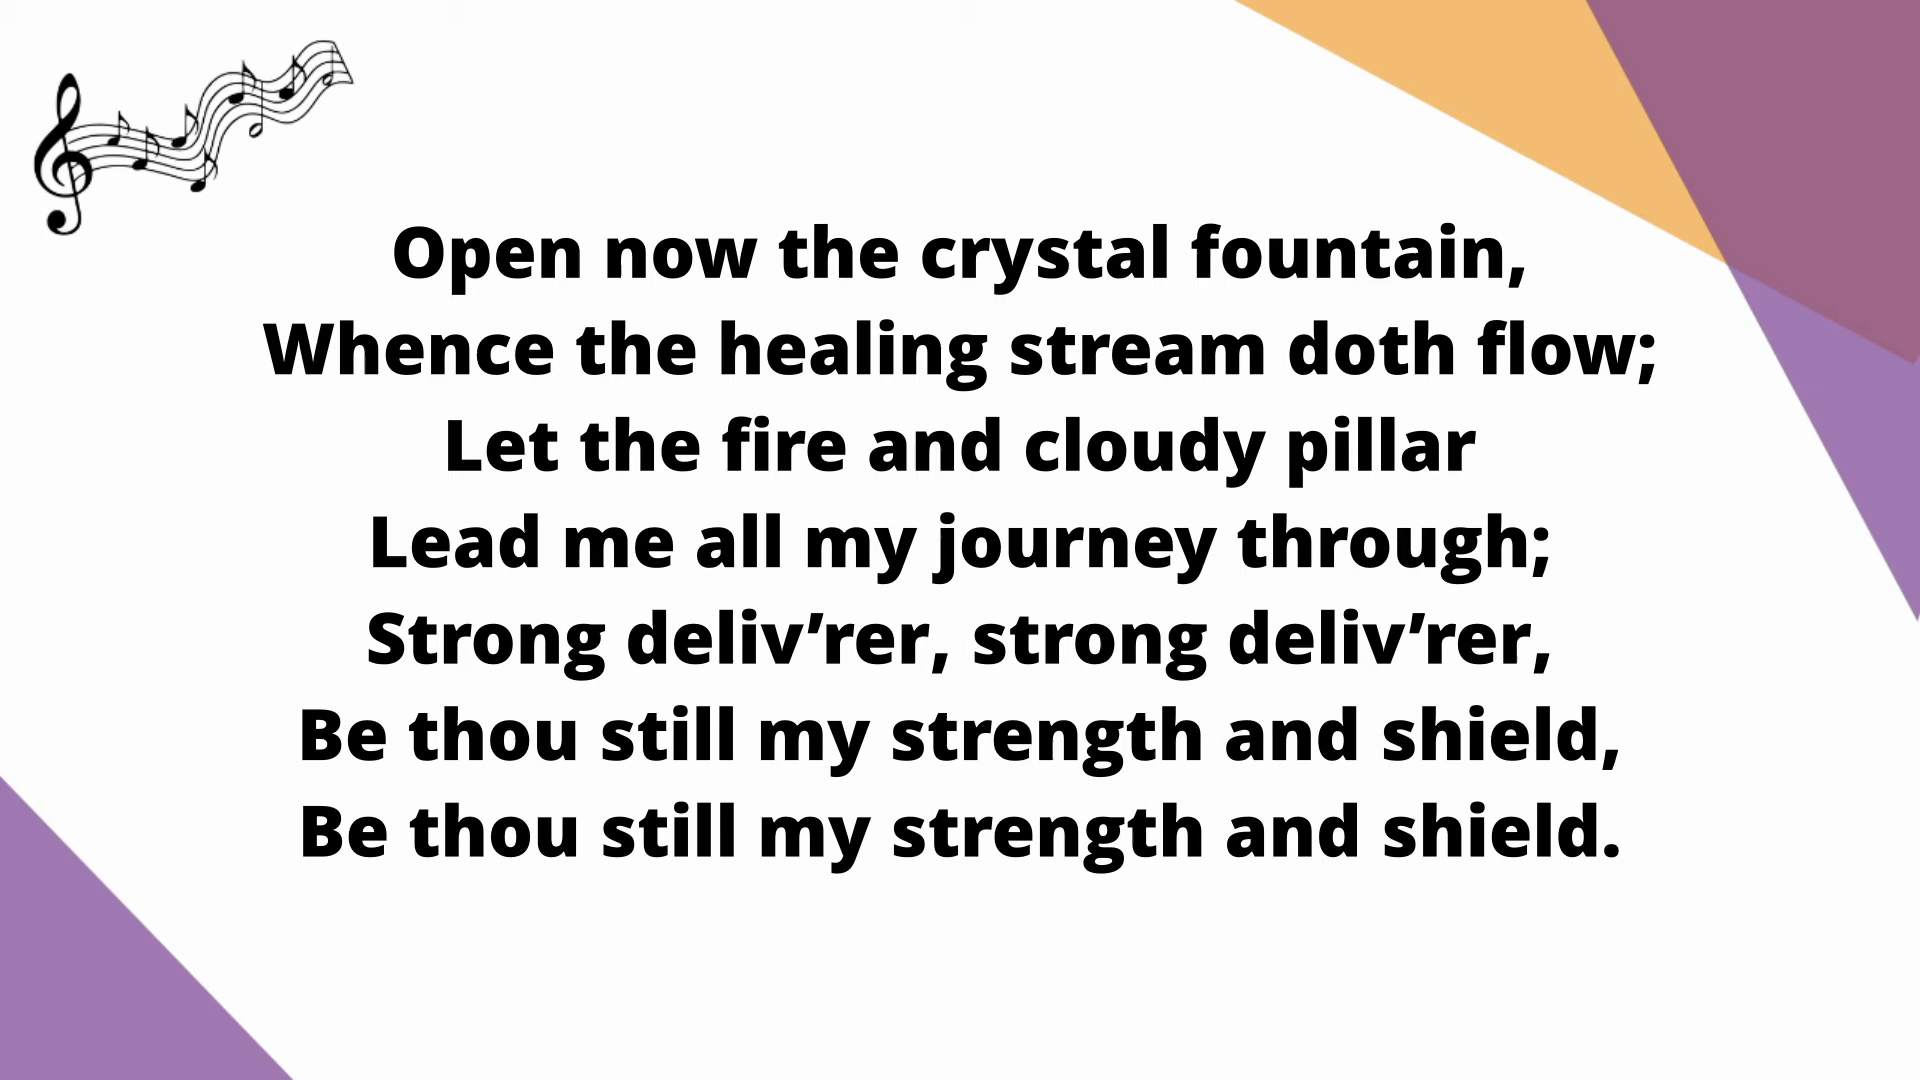 Open now the crystal fountain,
Whence the healing stream doth flow;
Let the fire and cloudy pillar
Lead me all my journey through;
Strong deliv’rer, strong deliv’rer,
Be thou still my strength and shield,
Be thou still my strength and shield.